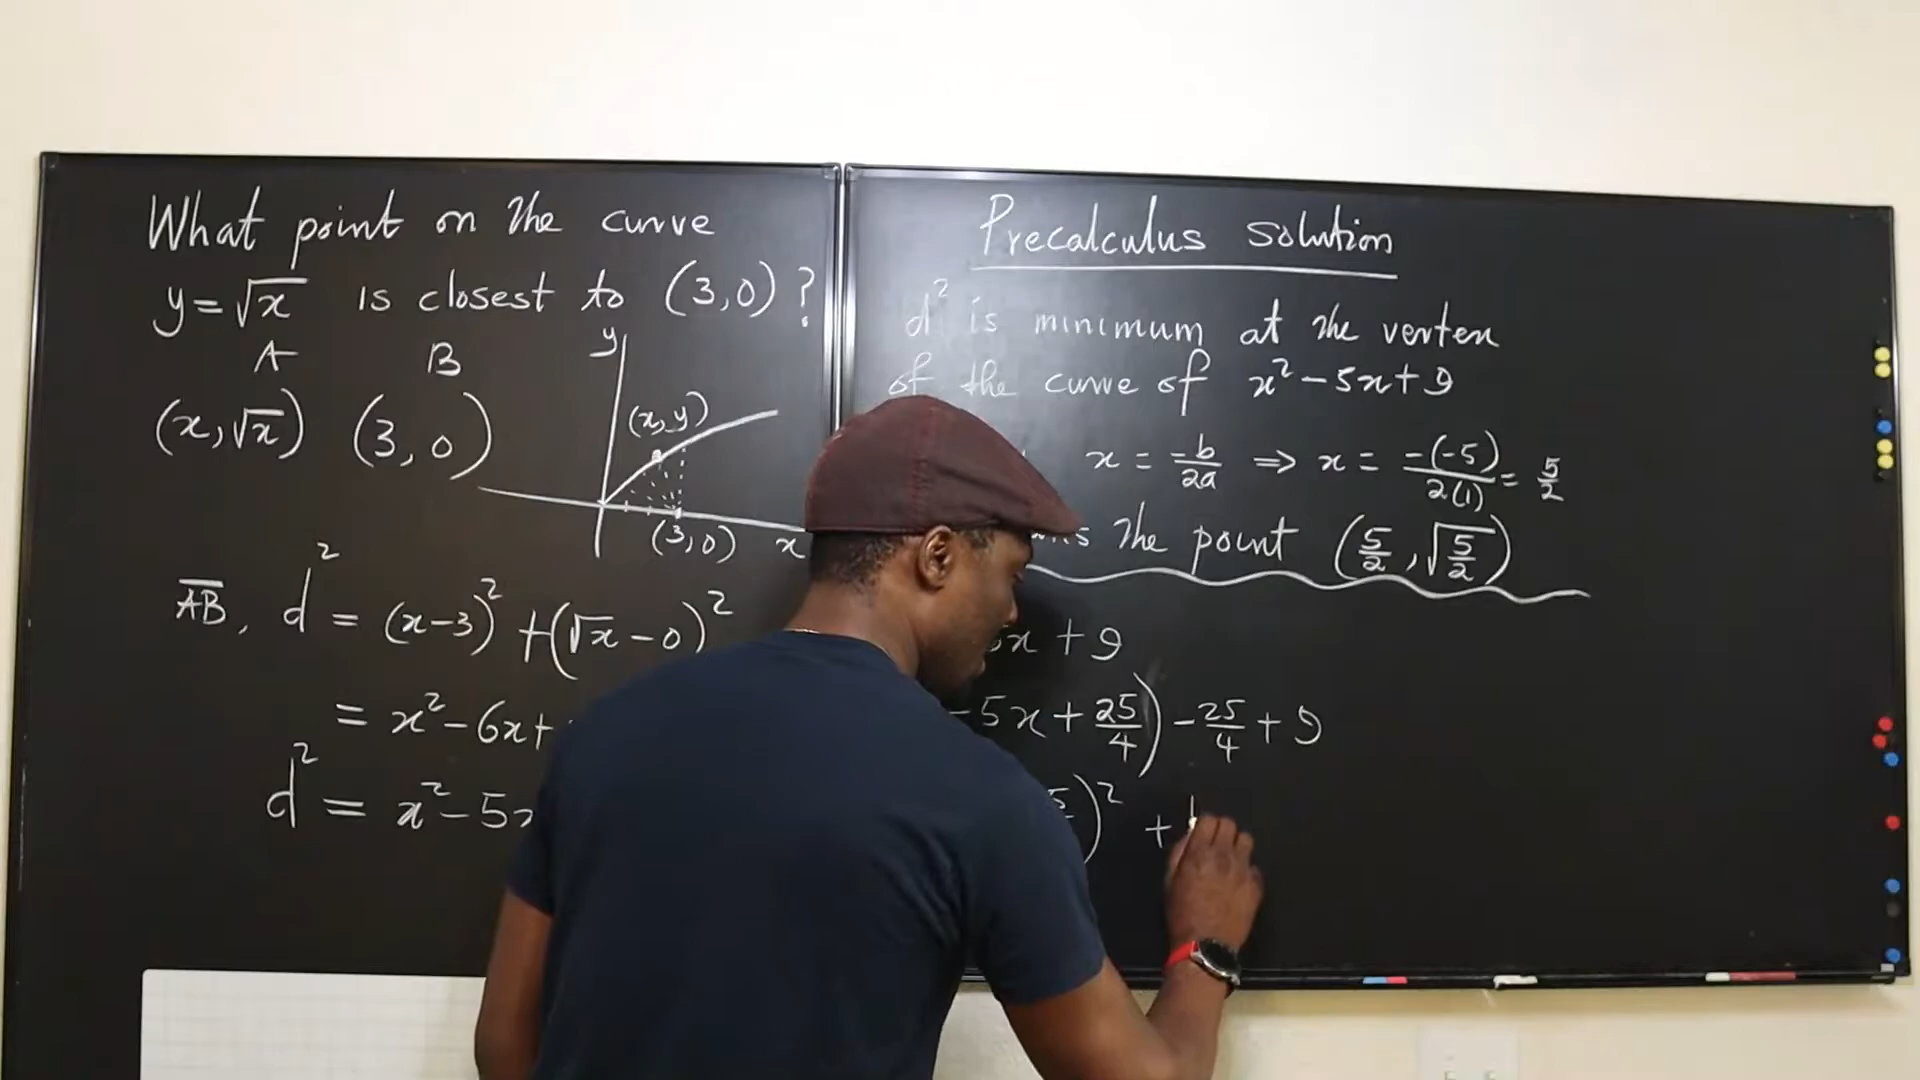 What point on the curve
y = √x is closest to (3,0)?
A B
(x, √x) (3, 0)
y
(x, y)
(3, 0) x
AB, d² = (x-3)² + (√x - 0)²
= x² - 6x +
d² = x² - 5x
Precalculus solution
d² is minimum at the vertex
of the curve of x² - 5x + 9
x = -b/2a ⇒ x = -(-5)/2(1) = 5/2
the point (5/2, √5/2)
x + 9
- 5x + 25/4) - 25/4 + 9
)² +